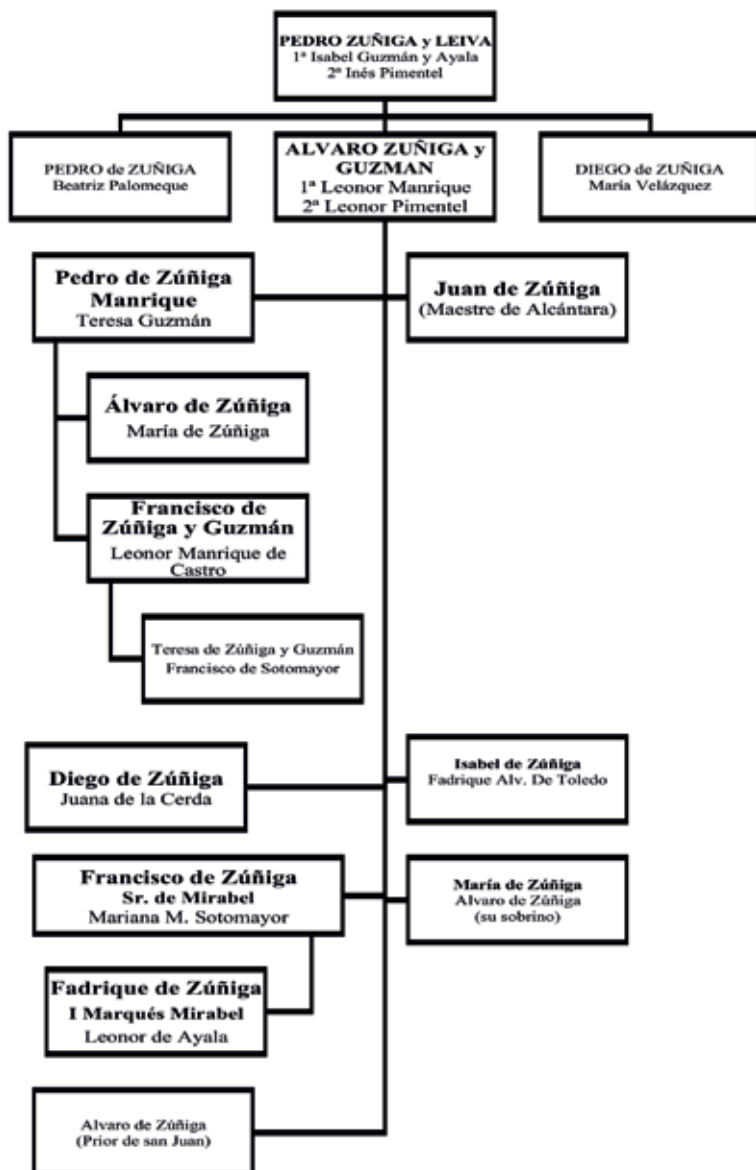 PEDRO ZUÑIGA y LEIVA
1ª Isabel Guzmán y Ayala
2ª Inés Pimentel
PEDRO de ZUÑIGA
Beatriz Palomeque
ALVARO ZUÑIGA y
GUZMAN
1ª Leonor Manrique
2ª Leonor Pimentel
DIEGO de ZUÑIGA
María Velázquez
Pedro de Zúñiga
Manrique
Teresa Guzmán
Juan de Zúñiga
(Maestre de Alcántara)
Álvaro de Zúñiga
María de Zúñiga
Francisco de
Zúñiga y Guzmán
Leonor Manrique de
Castro
Teresa de Zúñiga y Guzmán
Francisco de Sotomayor
Diego de Zúñiga
Juana de la Cerda
Isabel de Zúñiga
Fadrique Alv. De Toledo
Francisco de Zúñiga
Sr. de Mirabel
Mariana M. Sotomayor
María de Zúñiga
Alvaro de Zúñiga
(su sobrino)
Fadrique de Zúñiga
I Marqués Mirabel
Leonor de Ayala
Alvaro de Zúñiga
(Prior de san Juan)